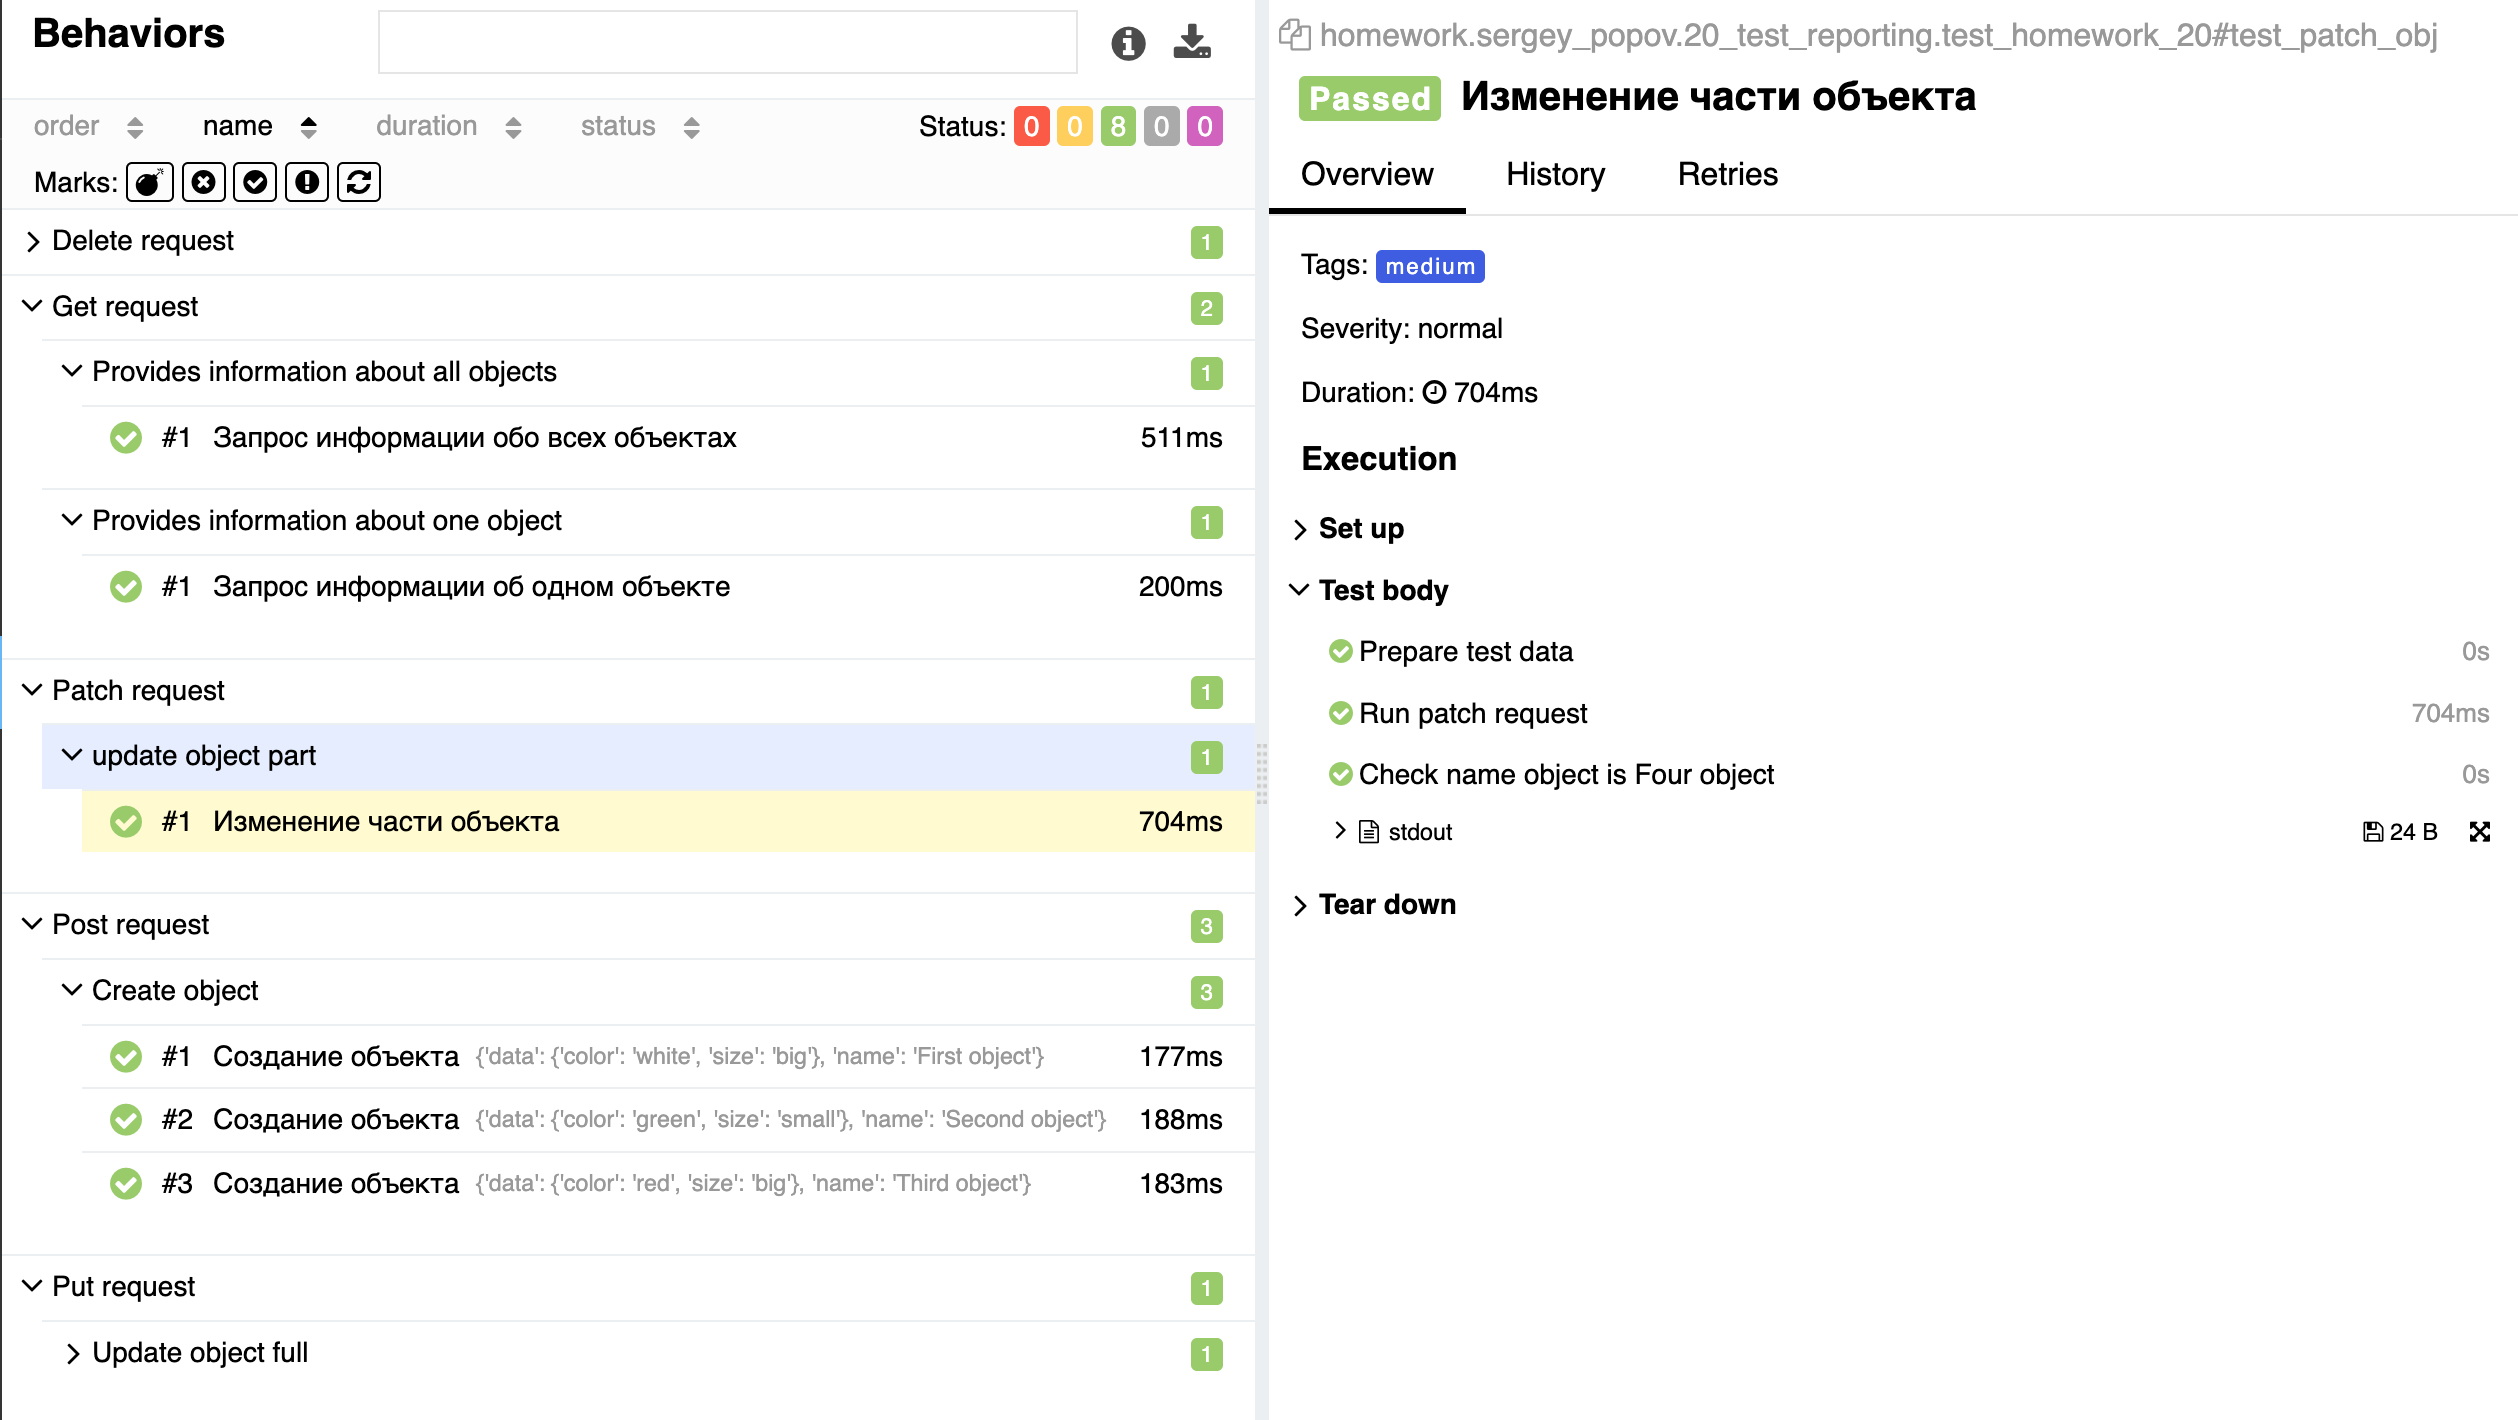 Behaviors
order name duration status Status: 0 0 8 0 0
Marks:
Delete request 1
Get request 2
Provides information about all objects 1
#1 Запрос информации обо всех объектах 511ms
Provides information about one object 1
#1 Запрос информации об одном объекте 200ms
Patch request 1
update object part 1
#1 Изменение части объекта 704ms
Post request 3
Create object 3
#1 Создание объекта {'data': {'color': 'white', 'size': 'big'}, 'name': 'First object'} 177ms
#2 Создание объекта {'data': {'color': 'green', 'size': 'small'}, 'name': 'Second object'} 188ms
#3 Создание объекта {'data': {'color': 'red', 'size': 'big'}, 'name': 'Third object'} 183ms
Put request 1
Update object full 1
homework.sergey_popov.20_test_reporting.test_homework_20#test_patch_obj
Passed Изменение части объекта
Overview History Retries
Tags: medium
Severity: normal
Duration: 704ms
Execution
Set up
Test body
Prepare test data 0s
Run patch request 704ms
Check name object is Four object 0s
stdout 24 B
Tear down